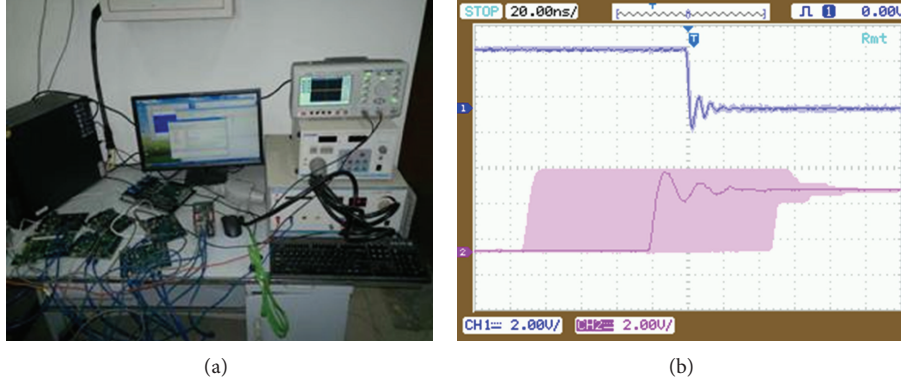 STOP 20.00ns/ T 1 0.00V
T
Rmt
1
2
CH1 2.00V/ CH2 2.00V/
(a) (b)